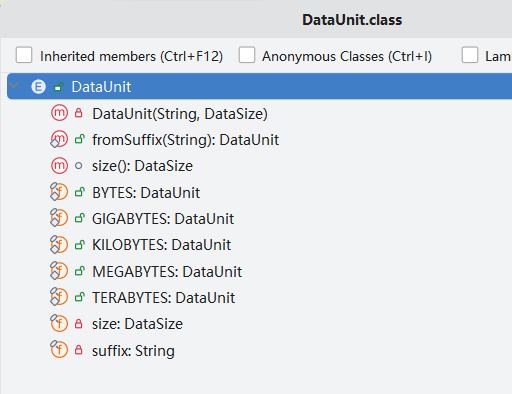 DataUnit.class
Inherited members (Ctrl+F12) Anonymous Classes (Ctrl+I) Lam
E DataUnit
m DataUnit(String, DataSize)
m fromSuffix(String): DataUnit
m size(): DataSize
f BYTES: DataUnit
f GIGABYTES: DataUnit
f KILOBYTES: DataUnit
f MEGABYTES: DataUnit
f TERABYTES: DataUnit
f size: DataSize
f suffix: String